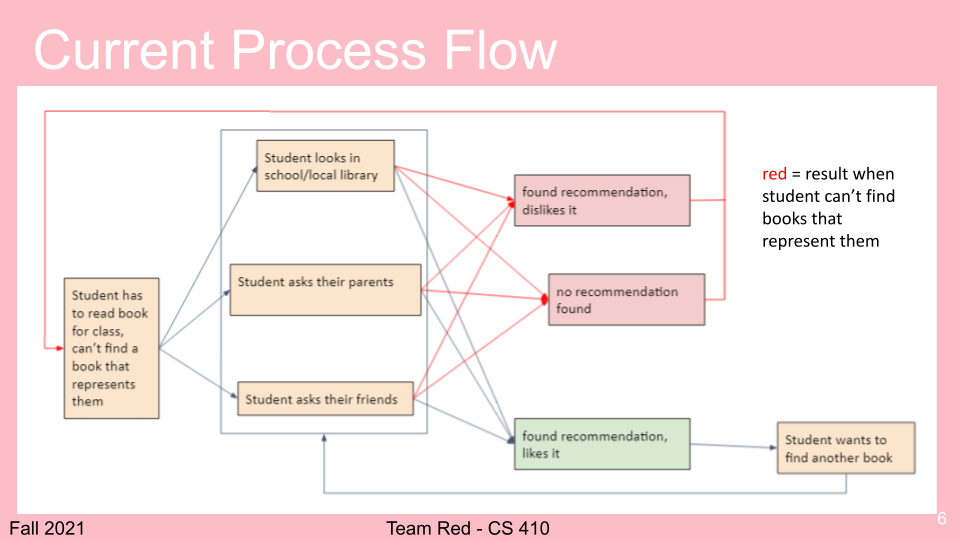 Current Process Flow
Student looks in
school/local library
found recommendation,
dislikes it
red = result when
student can’t find
books that
represent them
Student asks their parents
Student has
to read book
for class,
can’t find a
book that
represents
them
no recommendation
found
Student asks their friends
found recommendation,
likes it
Student wants to
find another book
Fall 2021
Team Red - CS 410
6